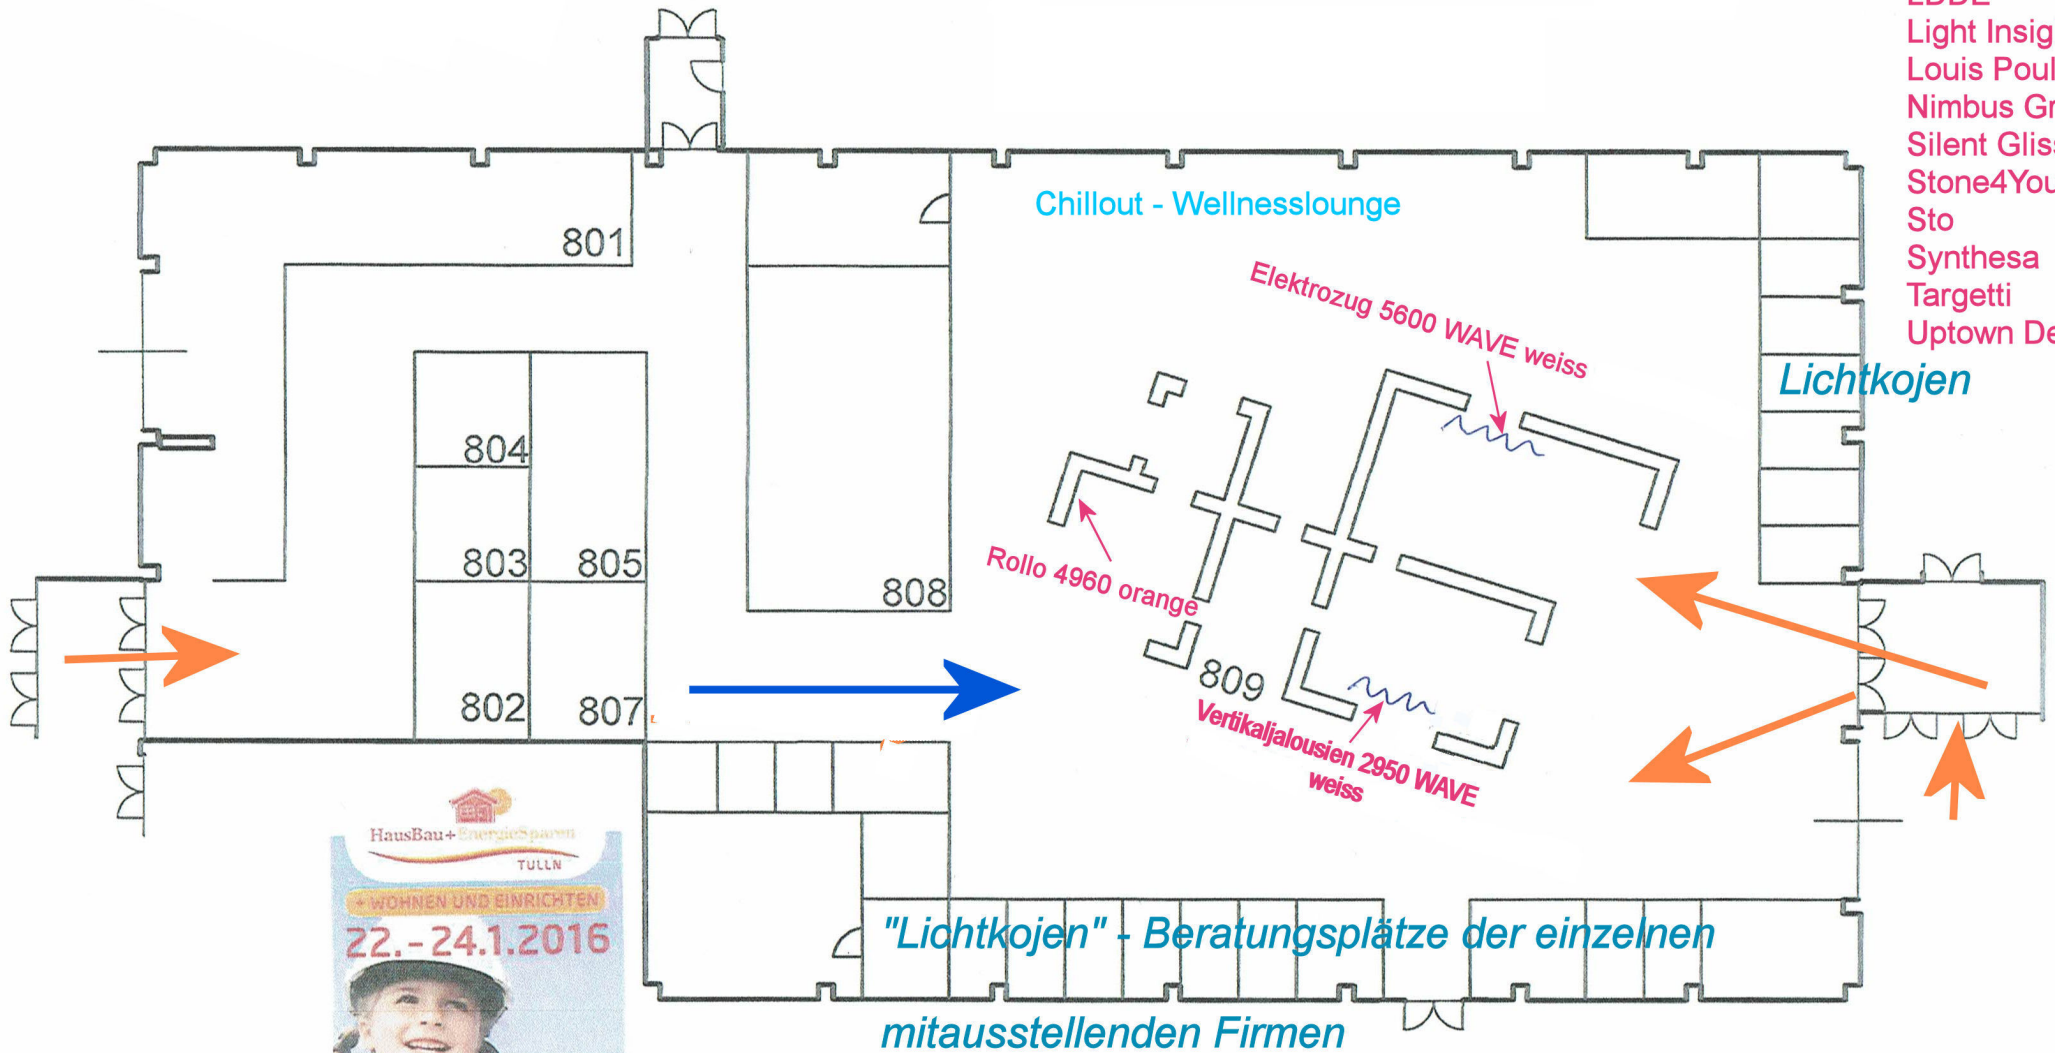 Light Insig
Louis Poul
Nimbus Gr
Silent Gliss
Stone4You
Sto
Synthesa
Targetti
Uptown De
Lichtkojen
Chillout - Wellnesslounge
801
Elektrozug 5600 WAVE weiss
804
803
805
808
Rollo 4960 orange
802
807
809
Vertikaljalousien 2950 WAVE
weiss
HausBau+EnergieSparen
TULLN
+ WOHNEN UND EINRICHTEN
22.-24.1.2016
"Lichtkojen" - Beratungsplätze der einzelnen
mitausstellenden Firmen